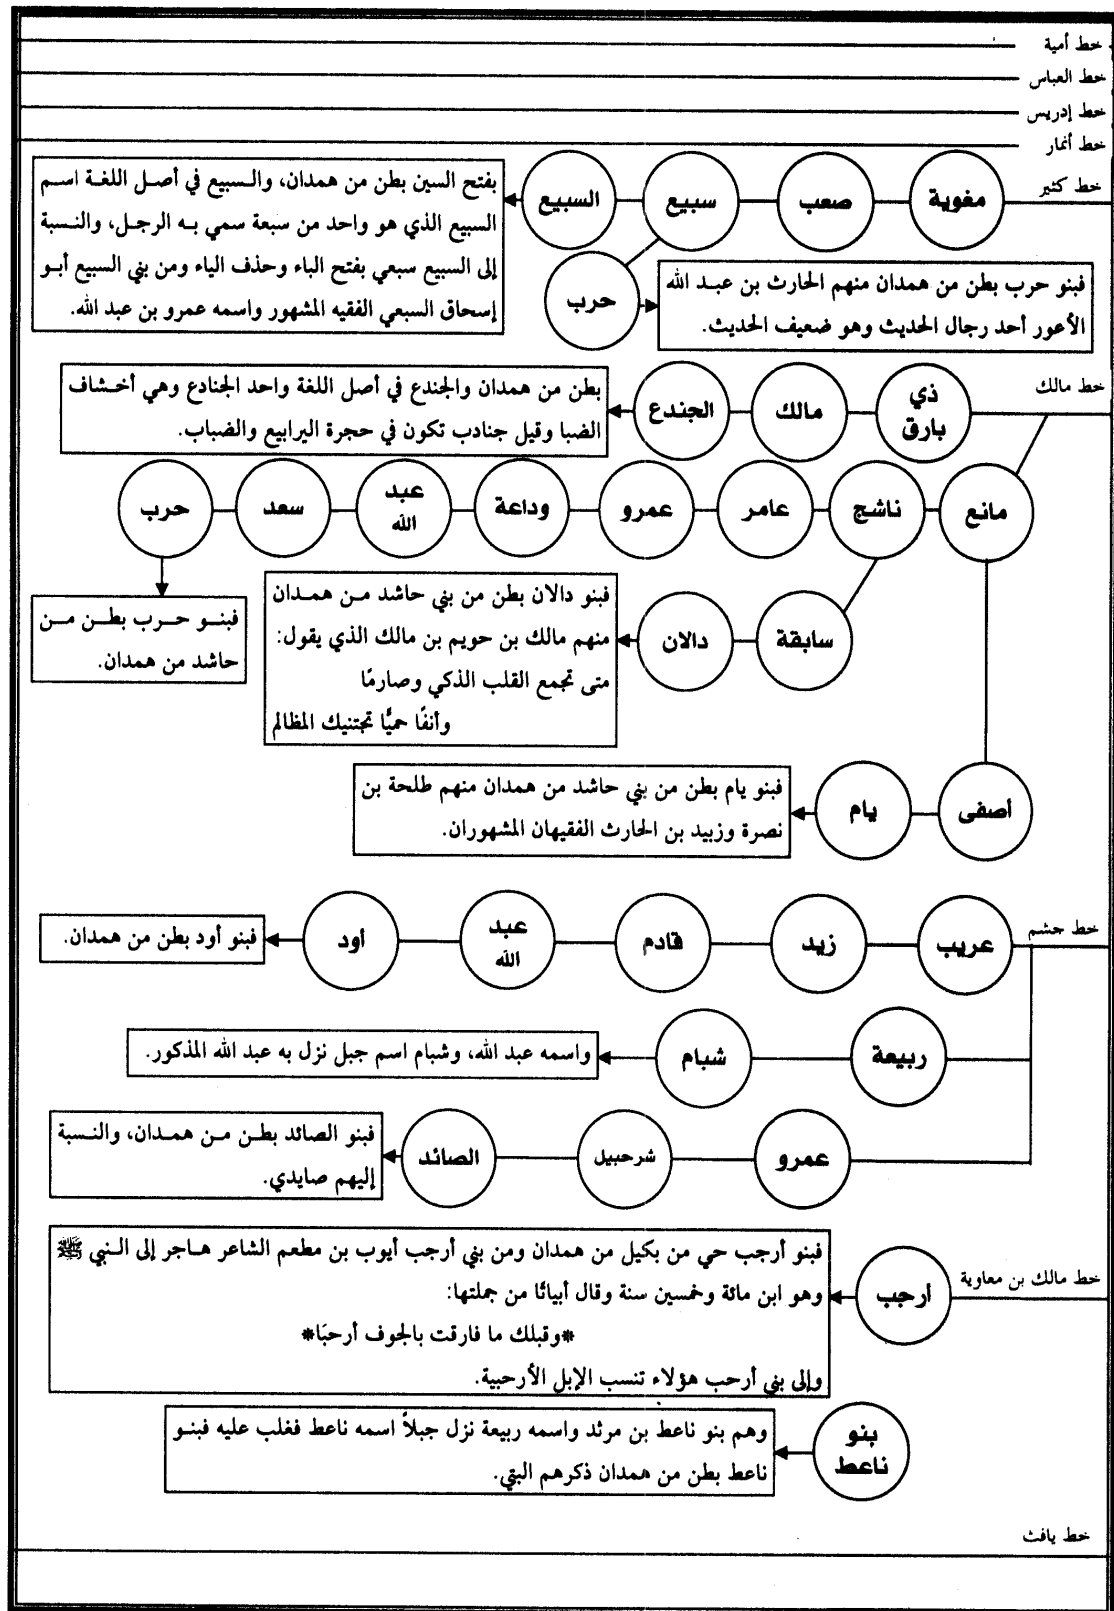 خط أمية
خط العباس
خط إدريس
خط أنمار
خط كثير
مغوية
صعب
سبيع
السبيع
بفتح السين بطن من همدان، والسبيع في أصل اللغة اسم
السبيع الذي هو واحد من سبعة سمي به الرجل، والنسبة
إلى السبيع سبعي بفتح الباء وحذف الياء ومن بني السبيع أبو
إسحاق السبعي الفقيه المشهور واسمه عمرو بن عبد الله.
حرب
فبنو حرب بطن من همدان منهم الحارث بن عبد الله
الأعور أحد رجال الحديث وهو ضعيف الحديث.
خط مالك
ذي
بارق
مالك
الجندع
بطن من همدان والجندع في أصل اللغة واحد الجنادع وهي أخشاف
الضبا وقيل جنادب تكون في حجرة اليرابيع والضباب.
مانع
ناشج
عامر
عمرو
وداعة
عبد
الله
سعد
حرب
فبنو حرب بطن من
حاشد من همدان.
سابقة
دالان
فبنو دالان بطن من بني حاشد من همدان
منهم مالك بن حويم بن مالك الذي يقول:
متى تجمع القلب الذكي وصارمًا
وأنفًا حميًّا تجتنيك المظالم
أصفى
يام
فبنو يام بطن من بني حاشد من همدان منهم طلحة بن
نصرة وزبيد بن الحارث الفقيهان المشهوران.
خط جشم
عريب
زيد
قادم
عبد
الله
أود
فبنو أود بطن من همدان.
ربيعة
شبام
واسمه عبد الله، وشبام اسم جبل نزل به عبد الله المذكور.
عمرو
شرحبيل
الصائد
فبنو الصائد بطن من همدان، والنسبة
إليهم صايدي.
خط مالك بن معاوية
أرجب
فبنو أرجب حي من بكيل من همدان ومن بني أرجب أيوب بن مطعم الشاعر هاجر إلى النبي ﷺ
وهو ابن مائة وخمسين سنة وقال أبياتًا من جملتها:
*وقبلك ما فارقت بالجوف أرحبَا*
وإلى بني أرحب هؤلاء تنسب الإبل الأرحبية.
بنو
ناعط
وهم بنو ناعط بن مرثد واسمه ربيعة نزل جبلاً اسمه ناعط فغلب عليه فبنو
ناعط بطن من همدان ذكرهم البتي.
خط يافث